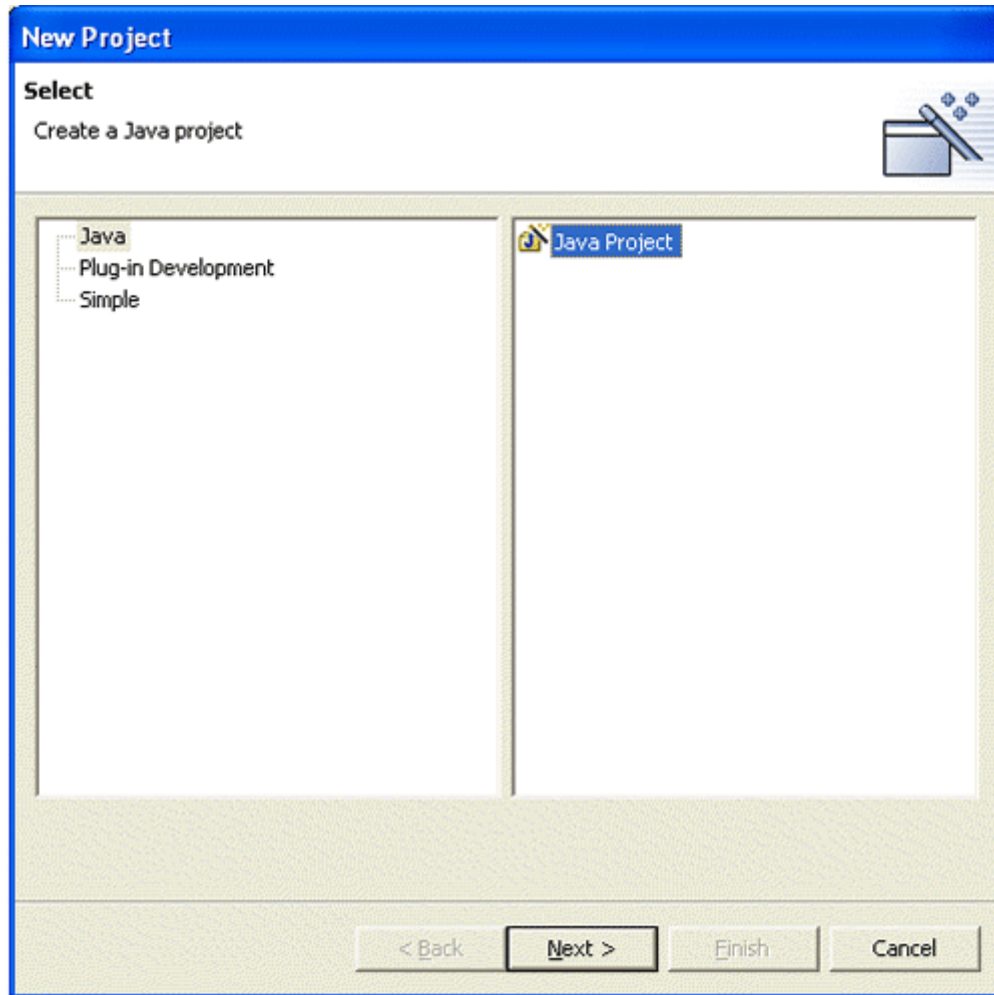 New Project
Select
Create a Java project
Java
Plug-in Development
Simple
Java Project
< Back
Next >
Finish
Cancel